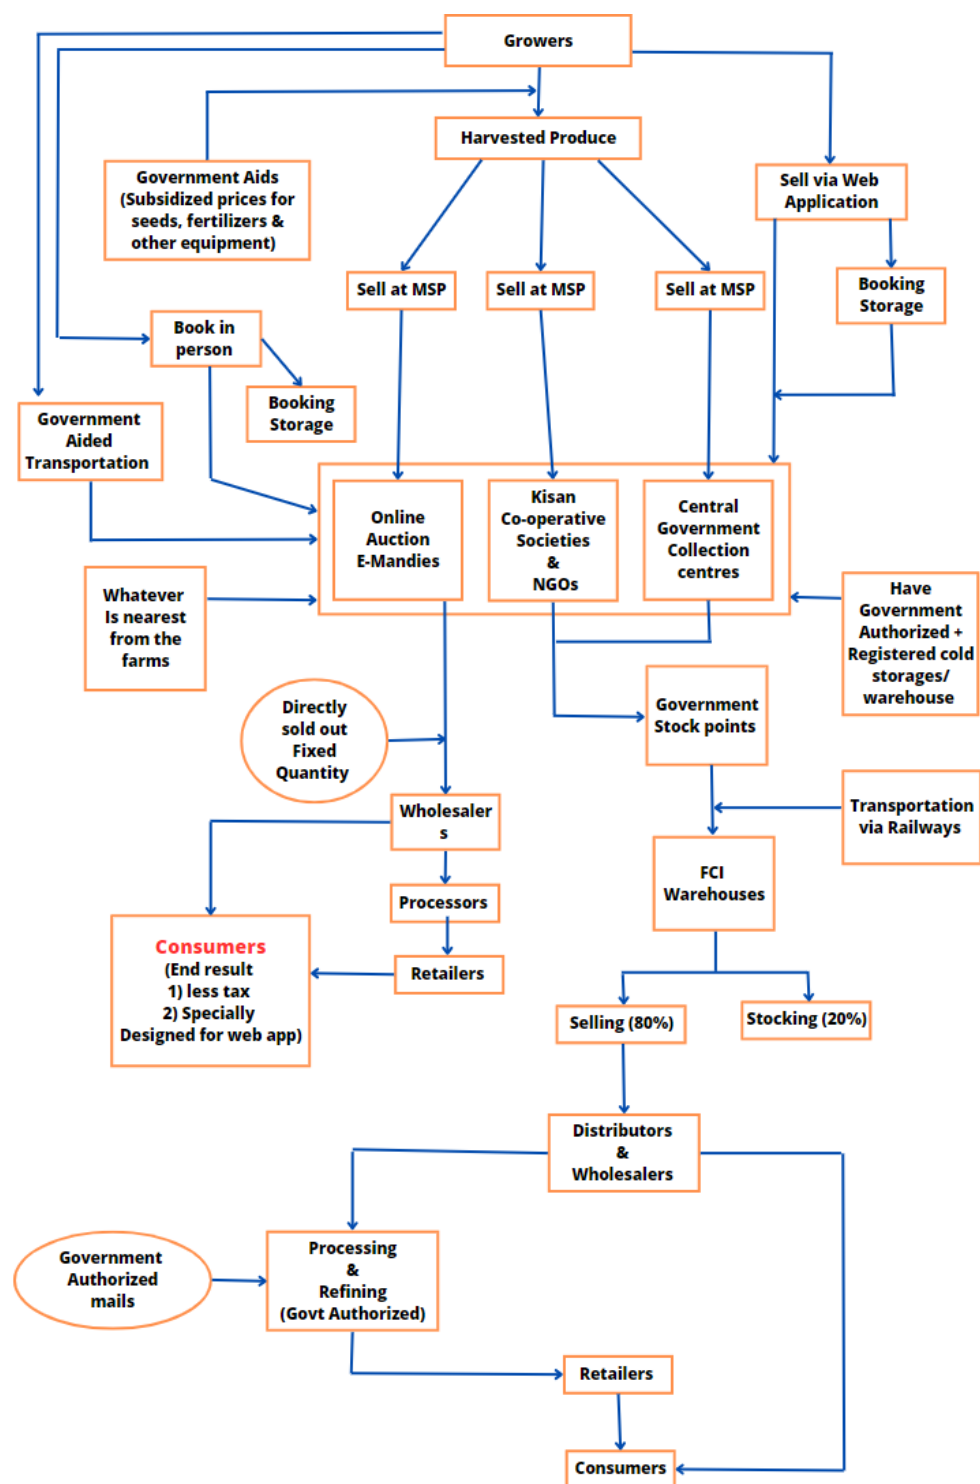 Growers
Harvested Produce
Government Aids
(Subsidized prices for
seeds, fertilizers &
other equipment)
Sell via Web
Application
Sell at MSP
Sell at MSP
Sell at MSP
Booking
Storage
Book in
person
Booking
Storage
Government
Aided
Transportation
Online
Auction
E-Mandies
Kisan
Co-operative
Societies
&
NGOs
Central
Government
Collection
centres
Whatever
Is nearest
from the
farms
Have
Government
Authorized +
Registered cold
storages/
warehouse
Directly
sold out
Fixed
Quantity
Government
Stock points
Wholesaler
s
Transportation
via Railways
FCI
Warehouses
Processors
Consumers
(End result
1) less tax
2) Specially
Designed for web app)
Retailers
Selling (80%)
Stocking (20%)
Distributors
&
Wholesalers
Government
Authorized
mails
Processing
&
Refining
(Govt Authorized)
Retailers
Consumers